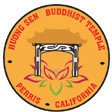 HUONG SEN BUDDHIST TEMPLE
PERRIS - CALIFORNIA